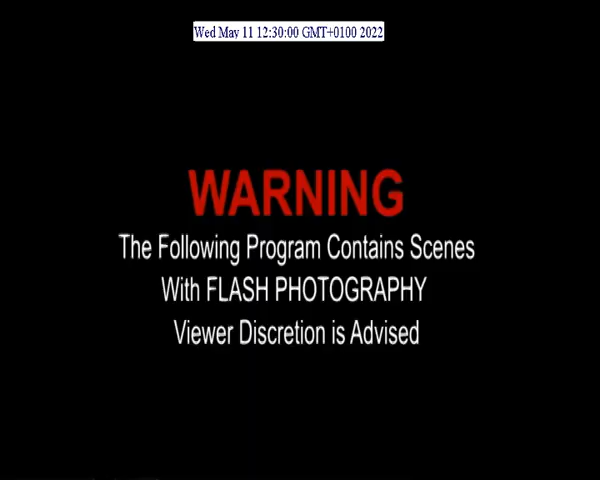 Wed May 11 12:30:00 GMT+0100 2022
WARNING
The Following Program Contains Scenes
With FLASH PHOTOGRAPHY
Viewer Discretion is Advised